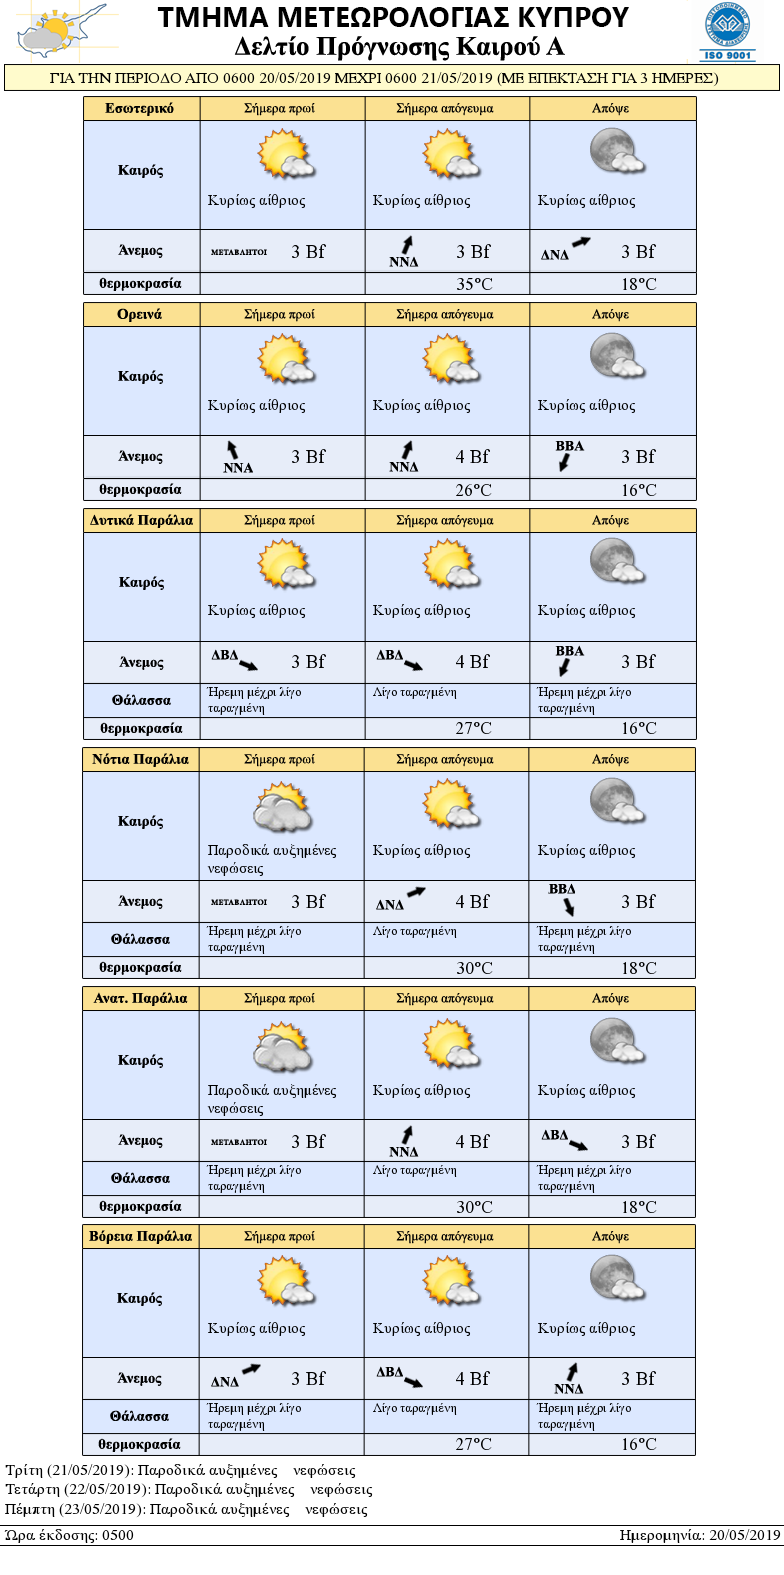 ΤΜΗΜΑ ΜΕΤΕΩΡΟΛΟΓΙΑΣ ΚΥΠΡΟΥ
Δελτίο Πρόγνωσης Καιρού Α
ISO 9001
ΓΙΑ ΤΗΝ ΠΕΡΙΟΔΟ ΑΠΟ 0600 20/05/2019 ΜΕΧΡΙ 0600 21/05/2019 (ΜΕ ΕΠΕΚΤΑΣΗ ΓΙΑ 3 ΗΜΕΡΕΣ)
Εσωτερικό Σήμερα πρωί Σήμερα απόγευμα Απόψε
Καιρός
Κυρίως αίθριος Κυρίως αίθριος Κυρίως αίθριος
Άνεμος ΜΕΤΑΒΛΗΤΟΙ 3 Bf ΝΝΔ 3 Bf ΔΝΔ 3 Bf
θερμοκρασία 35°C 18°C
Ορεινά Σήμερα πρωί Σήμερα απόγευμα Απόψε
Καιρός
Κυρίως αίθριος Κυρίως αίθριος Κυρίως αίθριος
Άνεμος ΝΝΑ 3 Bf ΝΝΔ 4 Bf ΒΒΑ 3 Bf
θερμοκρασία 26°C 16°C
Δυτικά Παράλια Σήμερα πρωί Σήμερα απόγευμα Απόψε
Καιρός
Κυρίως αίθριος Κυρίως αίθριος Κυρίως αίθριος
Άνεμος ΔΒΔ 3 Bf ΔΒΔ 4 Bf ΒΒΑ 3 Bf
Θάλασσα Ήρεμη μέχρι λίγο ταραγμένη Λίγο ταραγμένη Ήρεμη μέχρι λίγο ταραγμένη
θερμοκρασία 27°C 16°C
Νότια Παράλια Σήμερα πρωί Σήμερα απόγευμα Απόψε
Καιρός
Παροδικά αυξημένες νεφώσεις Κυρίως αίθριος Κυρίως αίθριος
Άνεμος ΜΕΤΑΒΛΗΤΟΙ 3 Bf ΔΝΔ 4 Bf ΒΒΔ 3 Bf
Θάλασσα Ήρεμη μέχρι λίγο ταραγμένη Λίγο ταραγμένη Ήρεμη μέχρι λίγο ταραγμένη
θερμοκρασία 30°C 18°C
Ανατ. Παράλια Σήμερα πρωί Σήμερα απόγευμα Απόψε
Καιρός
Παροδικά αυξημένες νεφώσεις Κυρίως αίθριος Κυρίως αίθριος
Άνεμος ΜΕΤΑΒΛΗΤΟΙ 3 Bf ΝΝΔ 4 Bf ΔΒΔ 3 Bf
Θάλασσα Ήρεμη μέχρι λίγο ταραγμένη Λίγο ταραγμένη Ήρεμη μέχρι λίγο ταραγμένη
θερμοκρασία 30°C 18°C
Βόρεια Παράλια Σήμερα πρωί Σήμερα απόγευμα Απόψε
Καιρός
Κυρίως αίθριος Κυρίως αίθριος Κυρίως αίθριος
Άνεμος ΔΝΔ 3 Bf ΔΒΔ 4 Bf ΝΝΔ 3 Bf
Θάλασσα Ήρεμη μέχρι λίγο ταραγμένη Λίγο ταραγμένη Ήρεμη μέχρι λίγο ταραγμένη
θερμοκρασία 27°C 16°C
Τρίτη (21/05/2019): Παροδικά αυξημένες νεφώσεις
Τετάρτη (22/05/2019): Παροδικά αυξημένες νεφώσεις
Πέμπτη (23/05/2019): Παροδικά αυξημένες νεφώσεις
Ώρα έκδοσης: 0500 Ημερομηνία: 20/05/2019